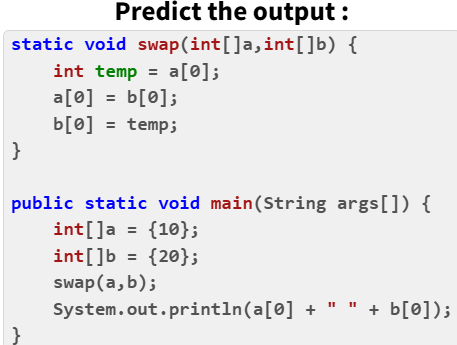 Predict the output :
static void swap(int[]a,int[]b) {
    int temp = a[0];
    a[0] = b[0];
    b[0] = temp;
}

public static void main(String args[]) {
    int[]a = {10};
    int[]b = {20};
    swap(a,b);
    System.out.println(a[0] + " " + b[0]);
}